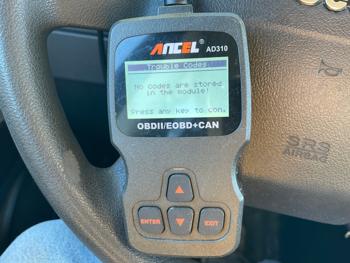 ANCEL
AD310
Trouble Codes
No codes are stored
in the module!
Press any key to con.
OBDII/EOBD+CAN
ENTER
EXIT
SRS
AIRBAG